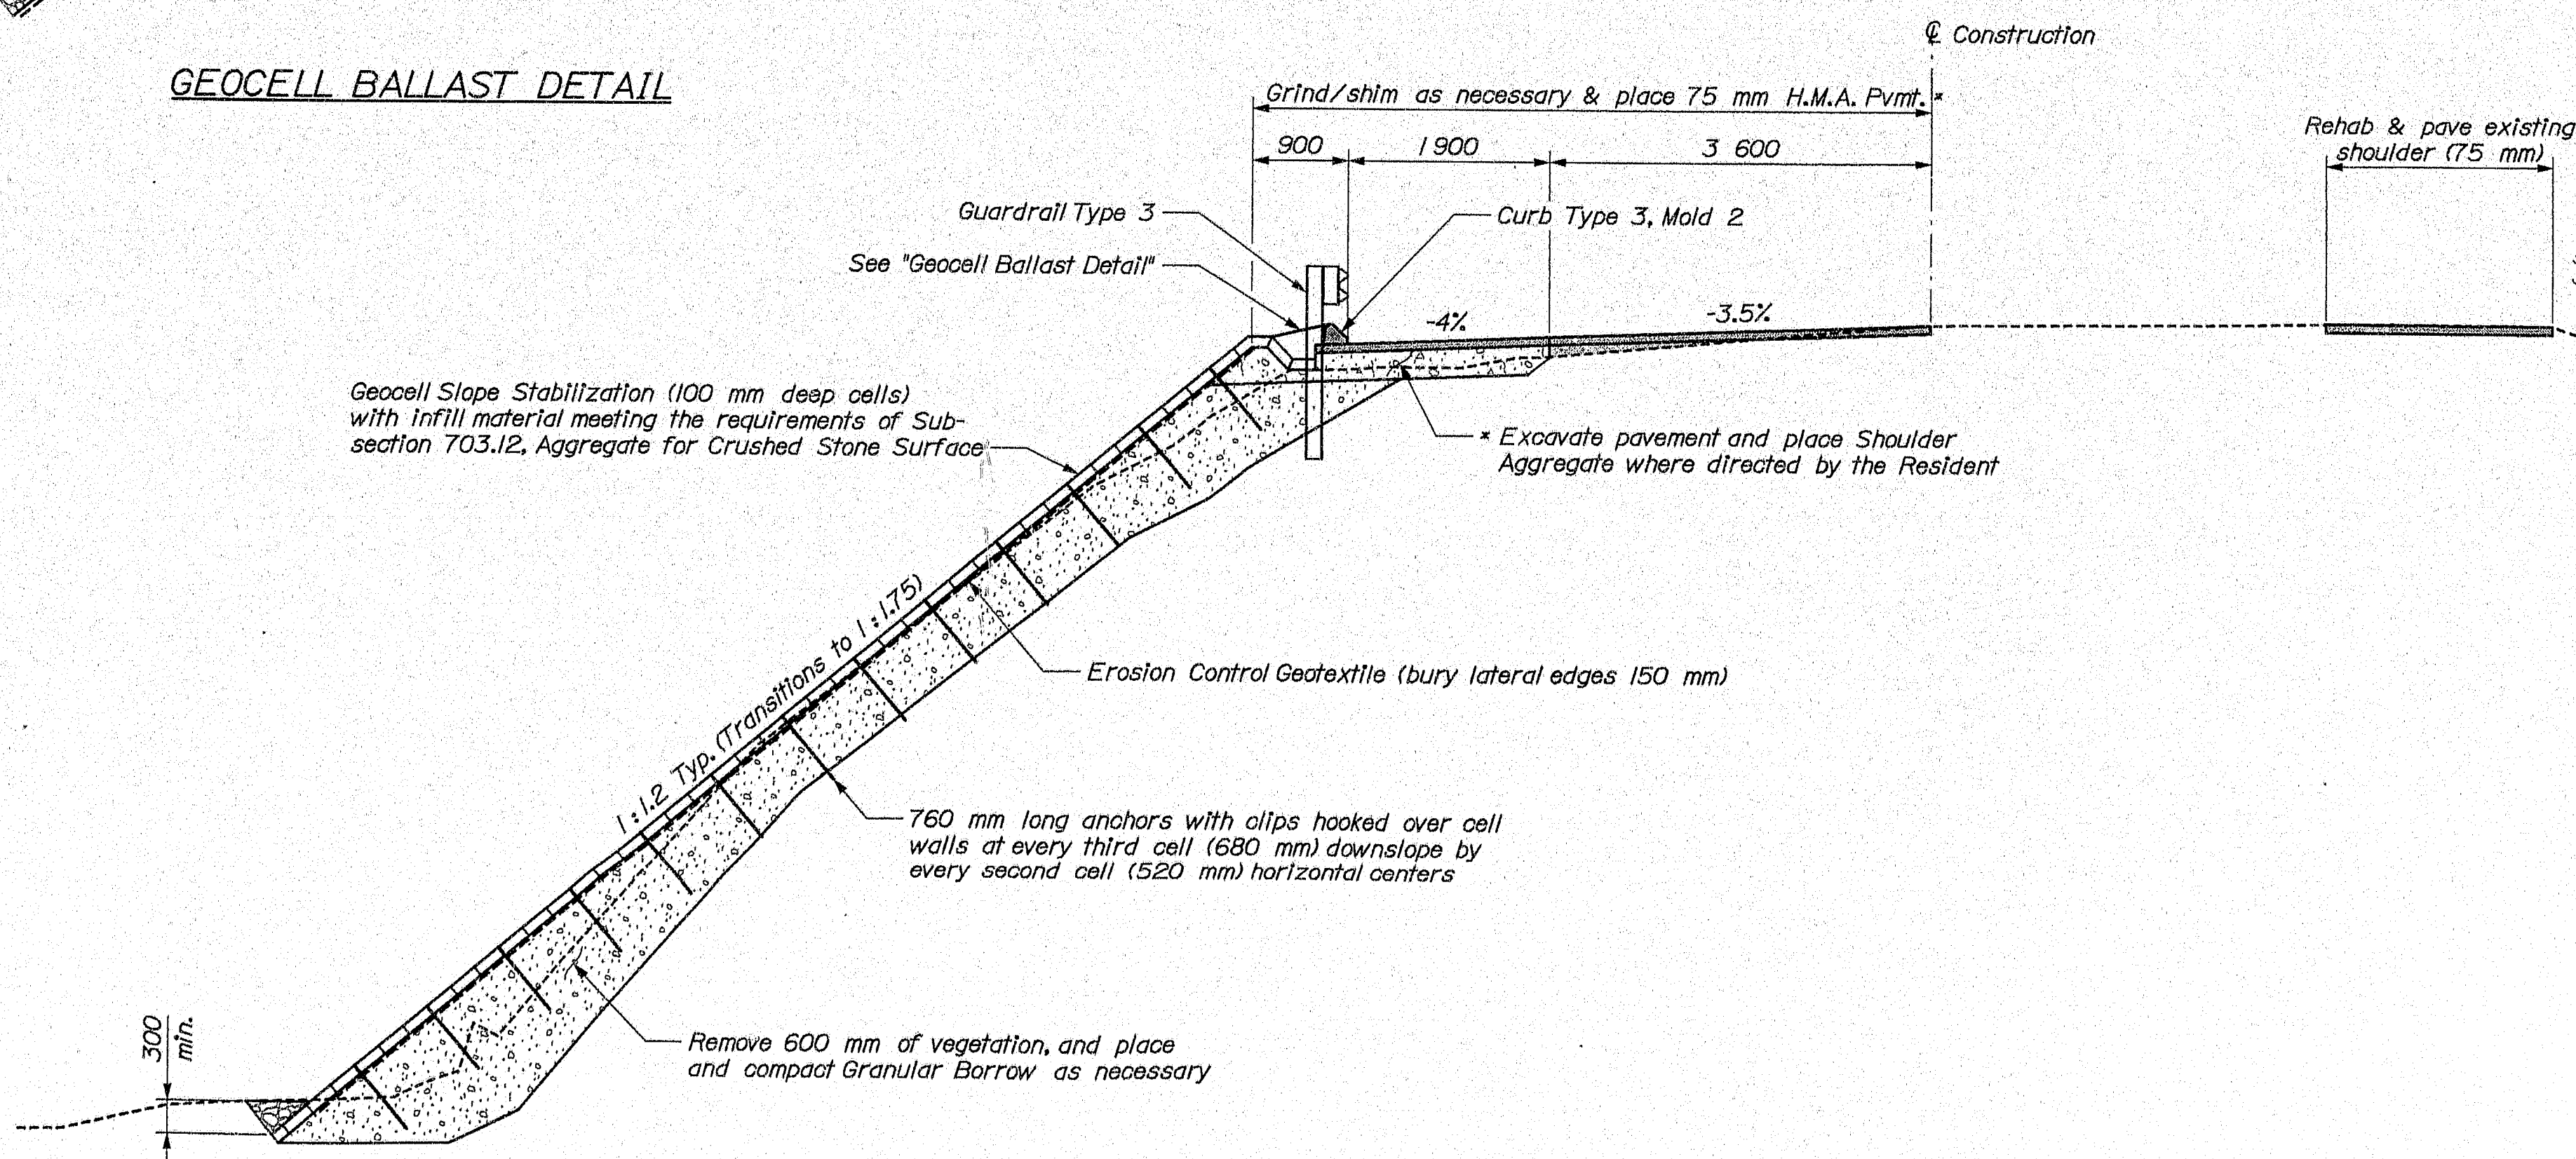 GEOCELL BALLAST DETAIL
℄ Construction
Grind/shim as necessary & place 75 mm H.M.A. Pvmt. *
Rehab & pave existing
shoulder (75 mm)
900
1 900
3 600
Guardrail Type 3
Curb Type 3, Mold 2
See "Geocell Ballast Detail"
-4%
-3.5%
Geocell Slope Stabilization (100 mm deep cells)
with infill material meeting the requirements of Sub-
section 703.12, Aggregate for Crushed Stone Surface
* Excavate pavement and place Shoulder
Aggregate where directed by the Resident
1:1.2 Typ. (Transitions to 1:1.75)
Erosion Control Geotextile (bury lateral edges 150 mm)
760 mm long anchors with clips hooked over cell
walls at every third cell (680 mm) downslope by
every second cell (520 mm) horizontal centers
300
min.
Remove 600 mm of vegetation, and place
and compact Granular Borrow as necessary